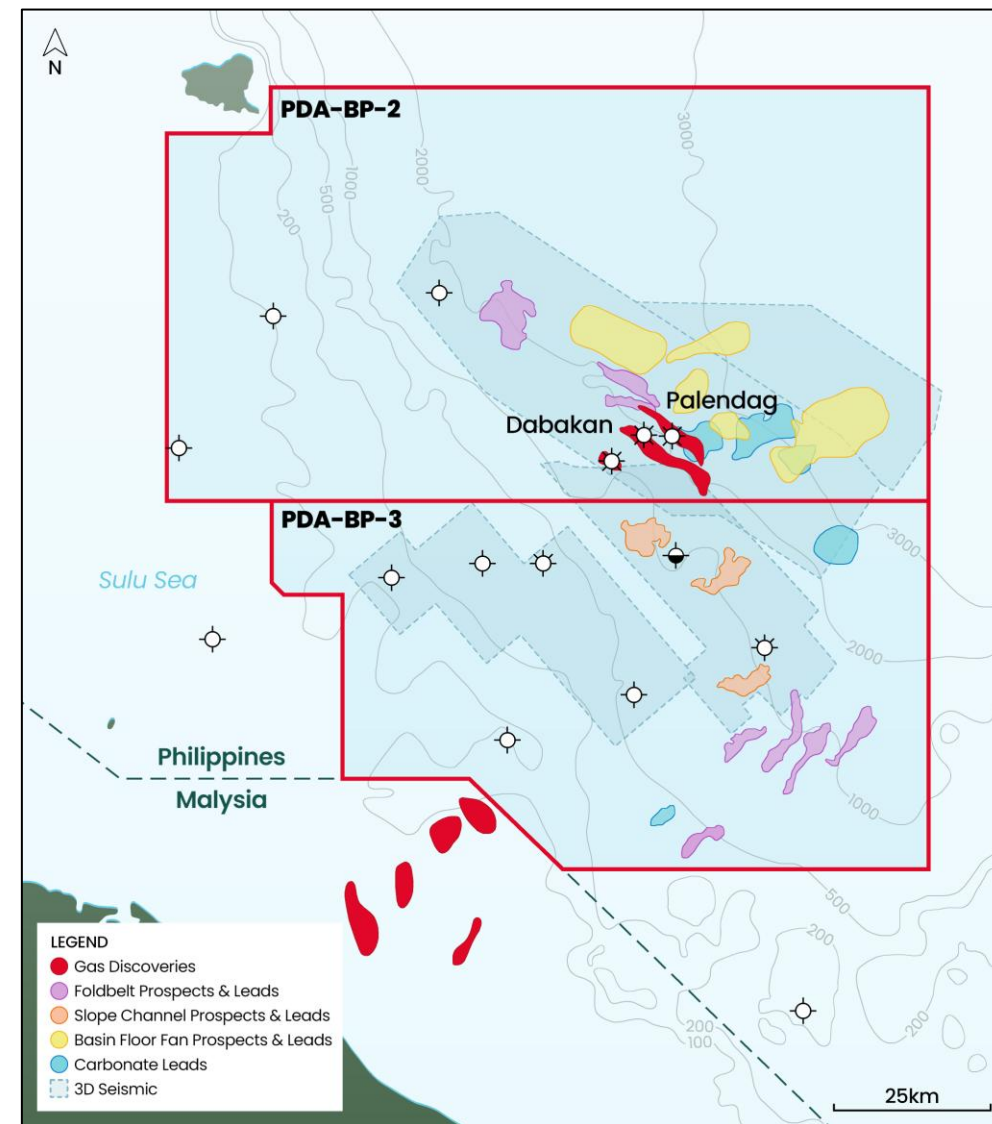 N
PDA-BP-2
3000
2000
1000
500
200
Palendag
Dabakan
PDA-BP-3
3000
Sulu Sea
2000
Philippines
Malysia
1000
500
200
200
200
100
LEGEND
Gas Discoveries
Foldbelt Prospects & Leads
Slope Channel Prospects & Leads
Basin Floor Fan Prospects & Leads
Carbonate Leads
3D Seismic
25km